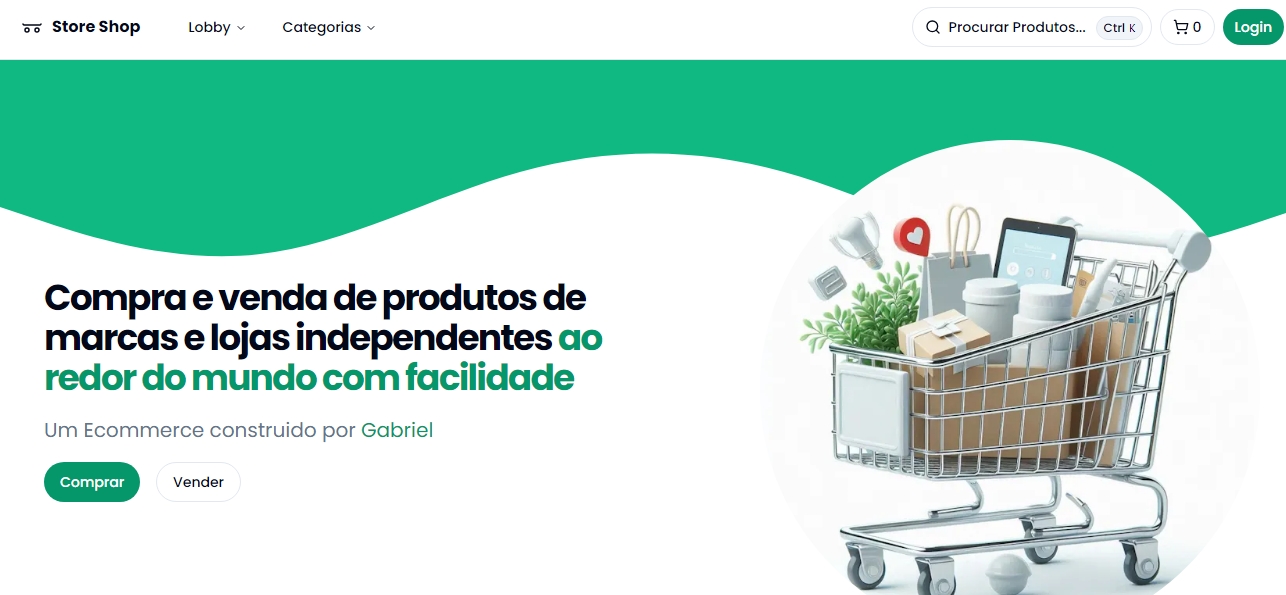 Store Shop
Lobby
Categorias
Procurar Produtos...
Ctrl K
0
Login
Compra e venda de produtos de
marcas e lojas independentes ao
redor do mundo com facilidade
Um Ecommerce construido por Gabriel
Comprar
Vender